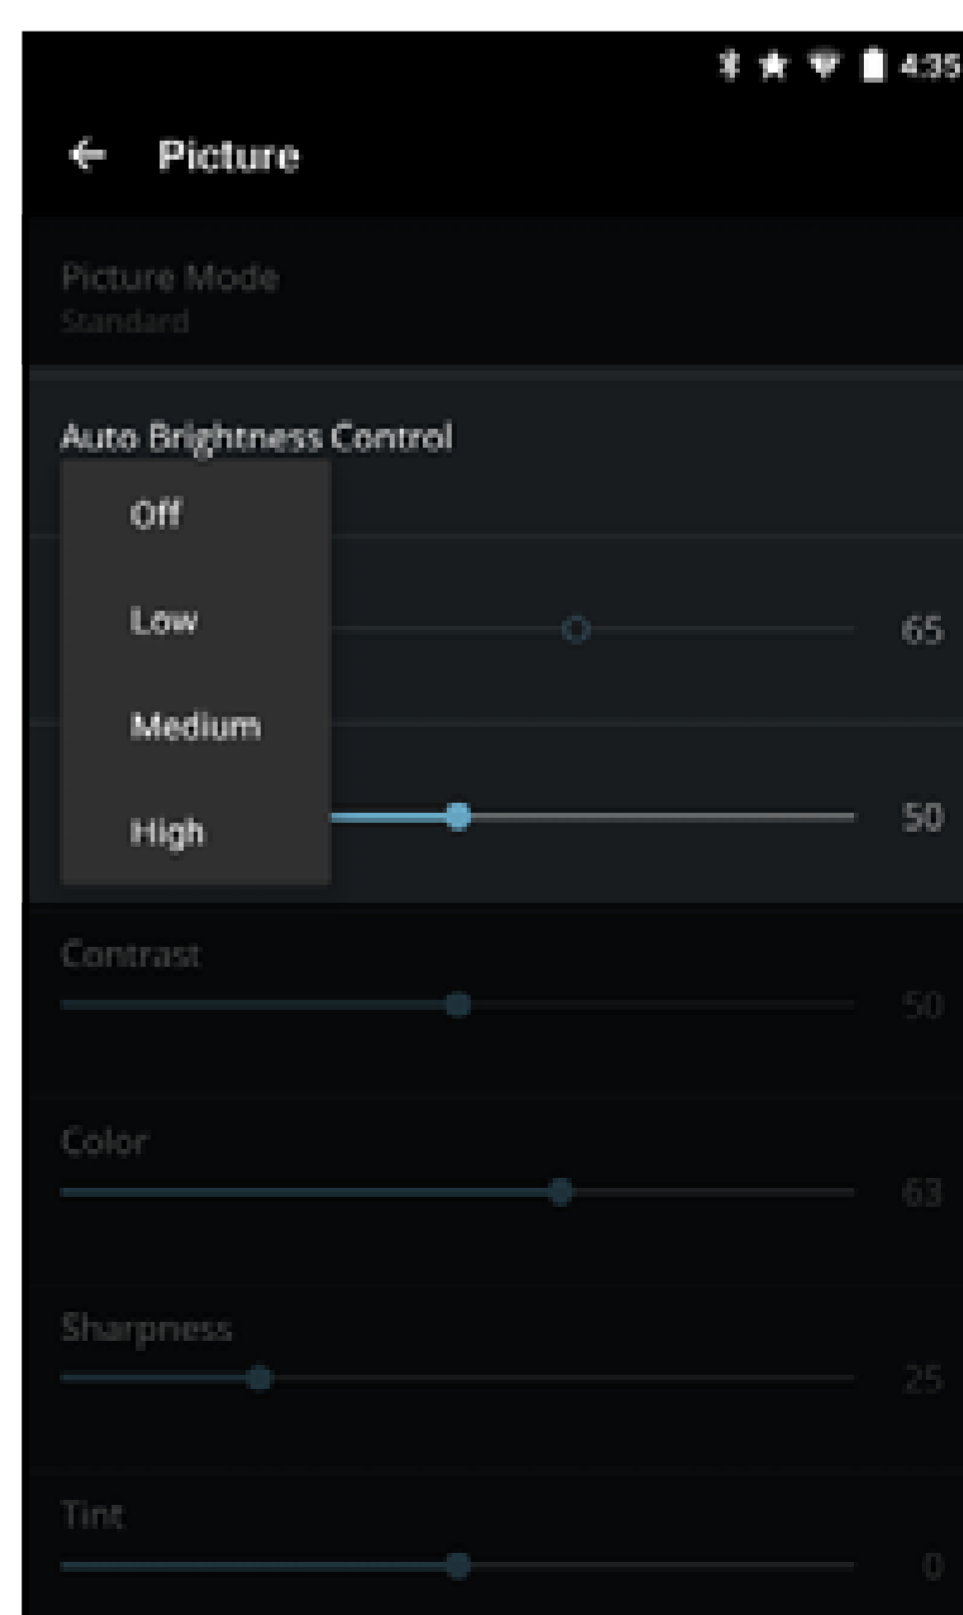 4:35
Picture
Picture Mode
Standard
Auto Brightness Control
Off
Low
65
Medium
50
High
Contrast
50
Color
63
Sharpness
25
Tint
0